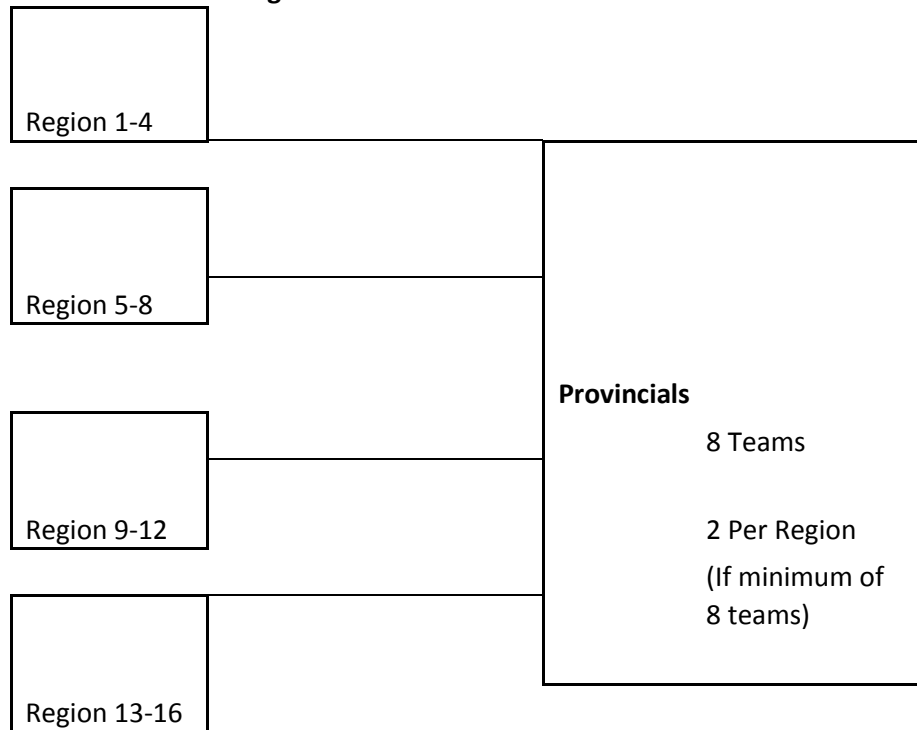 Region 1-4
Region 5-8
Provincials
8 Teams
Region 9-12
2 Per Region
(If minimum of
8 teams)
Region 13-16